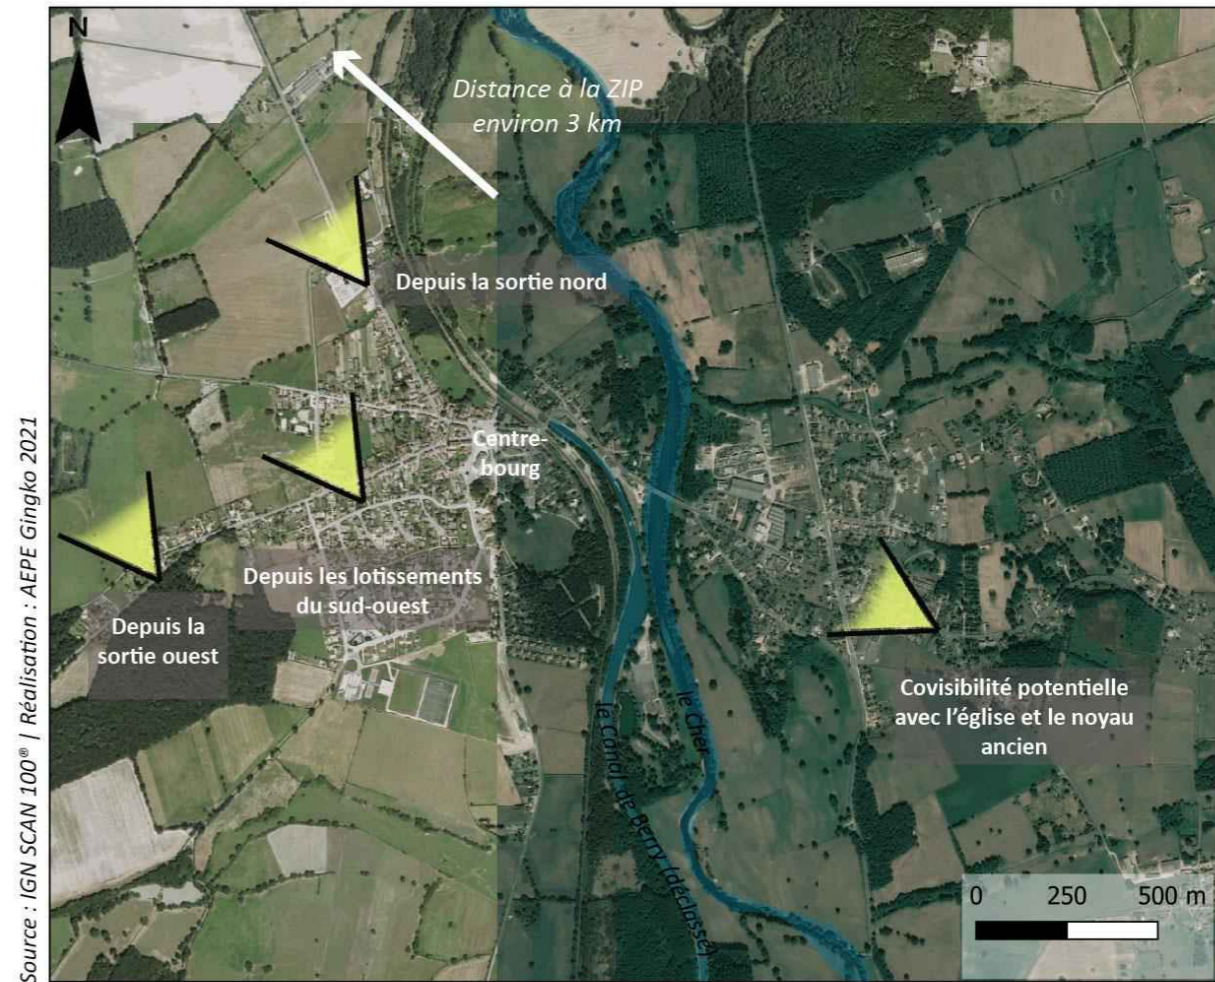 N
Distance à la ZIP
environ 3 km
Depuis la sortie nord
Centre-
bourg
Depuis les lotissements
du sud-ouest
Depuis la
sortie ouest
Covisibilité potentielle
avec l'église et le noyau
ancien
le Cher
le Canal de Berry (déclassé)
0 250 500 m
Source : IGN SCAN 100® | Réalisation : AEPE Gingko 2021